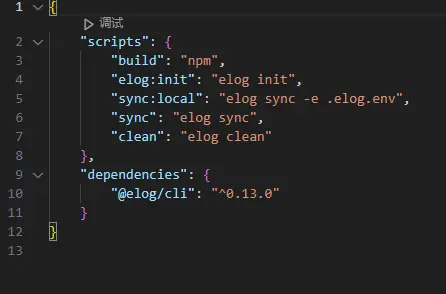 1 {
调试
2 "scripts": {
3 "build": "npm",
4 "elog:init": "elog init",
5 "sync:local": "elog sync -e .elog.env",
6 "sync": "elog sync",
7 "clean": "elog clean"
8 },
9 "dependencies": {
10 "@elog/cli": "^0.13.0"
11 }
12 }
13